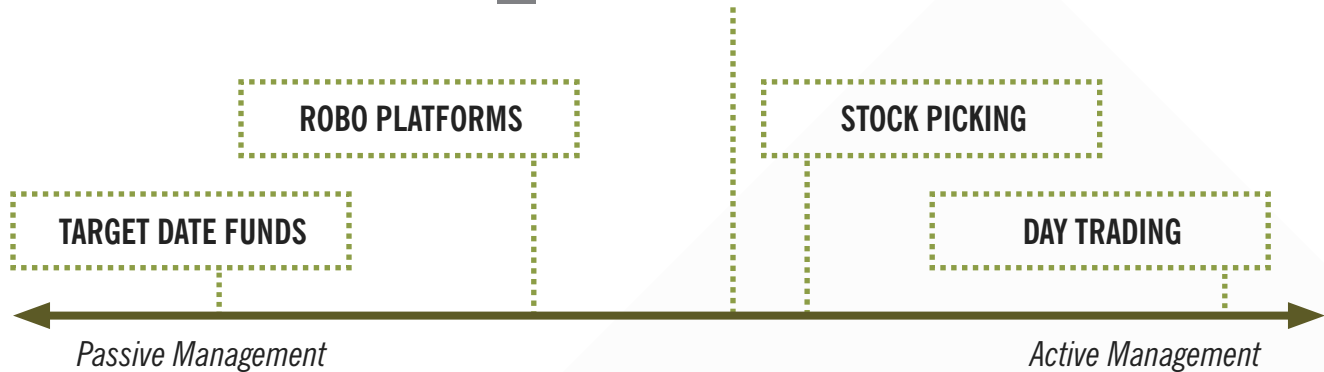 ROBO PLATFORMS
STOCK PICKING
TARGET DATE FUNDS
DAY TRADING
Passive Management
Active Management